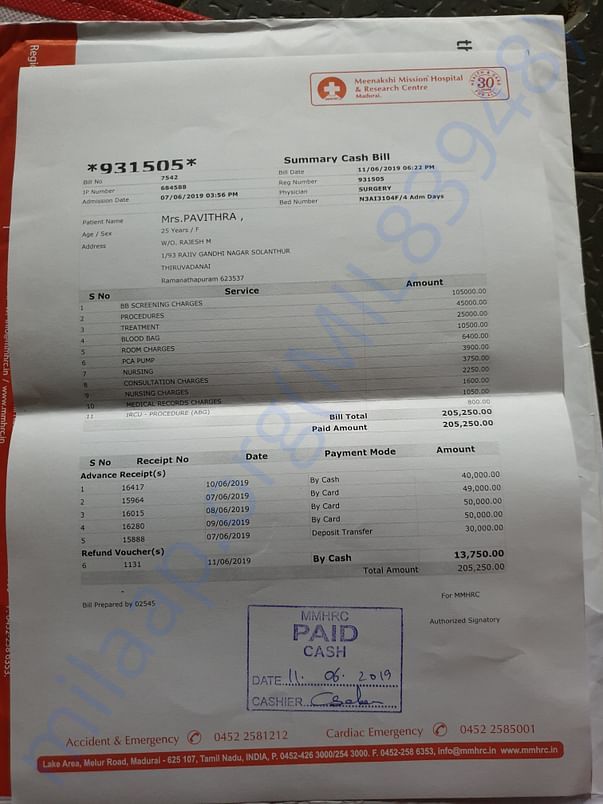 Meenakshi Mission Hospital
& Research Centre
Madurai.
30
*931505*
Summary Cash Bill
Bill No 7542 Bill Date 11/06/2019 06:22 PM
IP Number 684588 Reg Number 931505
Admission Date 07/06/2019 03:56 PM Physician SURGERY
Bed Number N3AI3104F/4 Adm Days
Patient Name Mrs.PAVITHRA ,
Age / Sex 25 Years / F
Address W/O. RAJESH M
1/93 RAJIV GANDHI NAGAR SOLANTHUR
THIRUVADANAI
Ramanathapuram 623537
S No Service Amount
1 BB SCREENING CHARGES 105000.00
2 PROCEDURES 45000.00
3 TREATMENT 25000.00
4 BLOOD BAG 10500.00
5 ROOM CHARGES 6400.00
6 PCA PUMP 3900.00
7 NURSING 3750.00
8 CONSULTATION CHARGES 2250.00
9 NURSING CHARGES 1600.00
10 MEDICAL RECORDS CHARGES 1050.00
11 IRCU - PROCEDURE (ABG) 800.00
Bill Total 205,250.00
Paid Amount 205,250.00
S No Receipt No Date Payment Mode Amount
Advance Receipt(s)
1 16417 10/06/2019 By Cash 40,000.00
2 15964 07/06/2019 By Card 49,000.00
3 16015 08/06/2019 By Card 50,000.00
4 16280 09/06/2019 By Card 50,000.00
5 15888 07/06/2019 Deposit Transfer 30,000.00
Refund Voucher(s)
6 1131 11/06/2019 By Cash 13,750.00
Total Amount 205,250.00
-
Bill Prepared by 02545 For MMHRC
Authorized Signatory
MMHRC
PAID
CASH
DATE 11. 06. 2019
CASHIER
Accident & Emergency 0452 2581212 Cardiac Emergency 0452 2585001
Lake Area, Melur Road, Madurai - 625 107, Tamil Nadu, INDIA, P. 0452-426 3000/254 3000. F. 0452-258 6353, info@mmhrc.in www.mmhrc.in